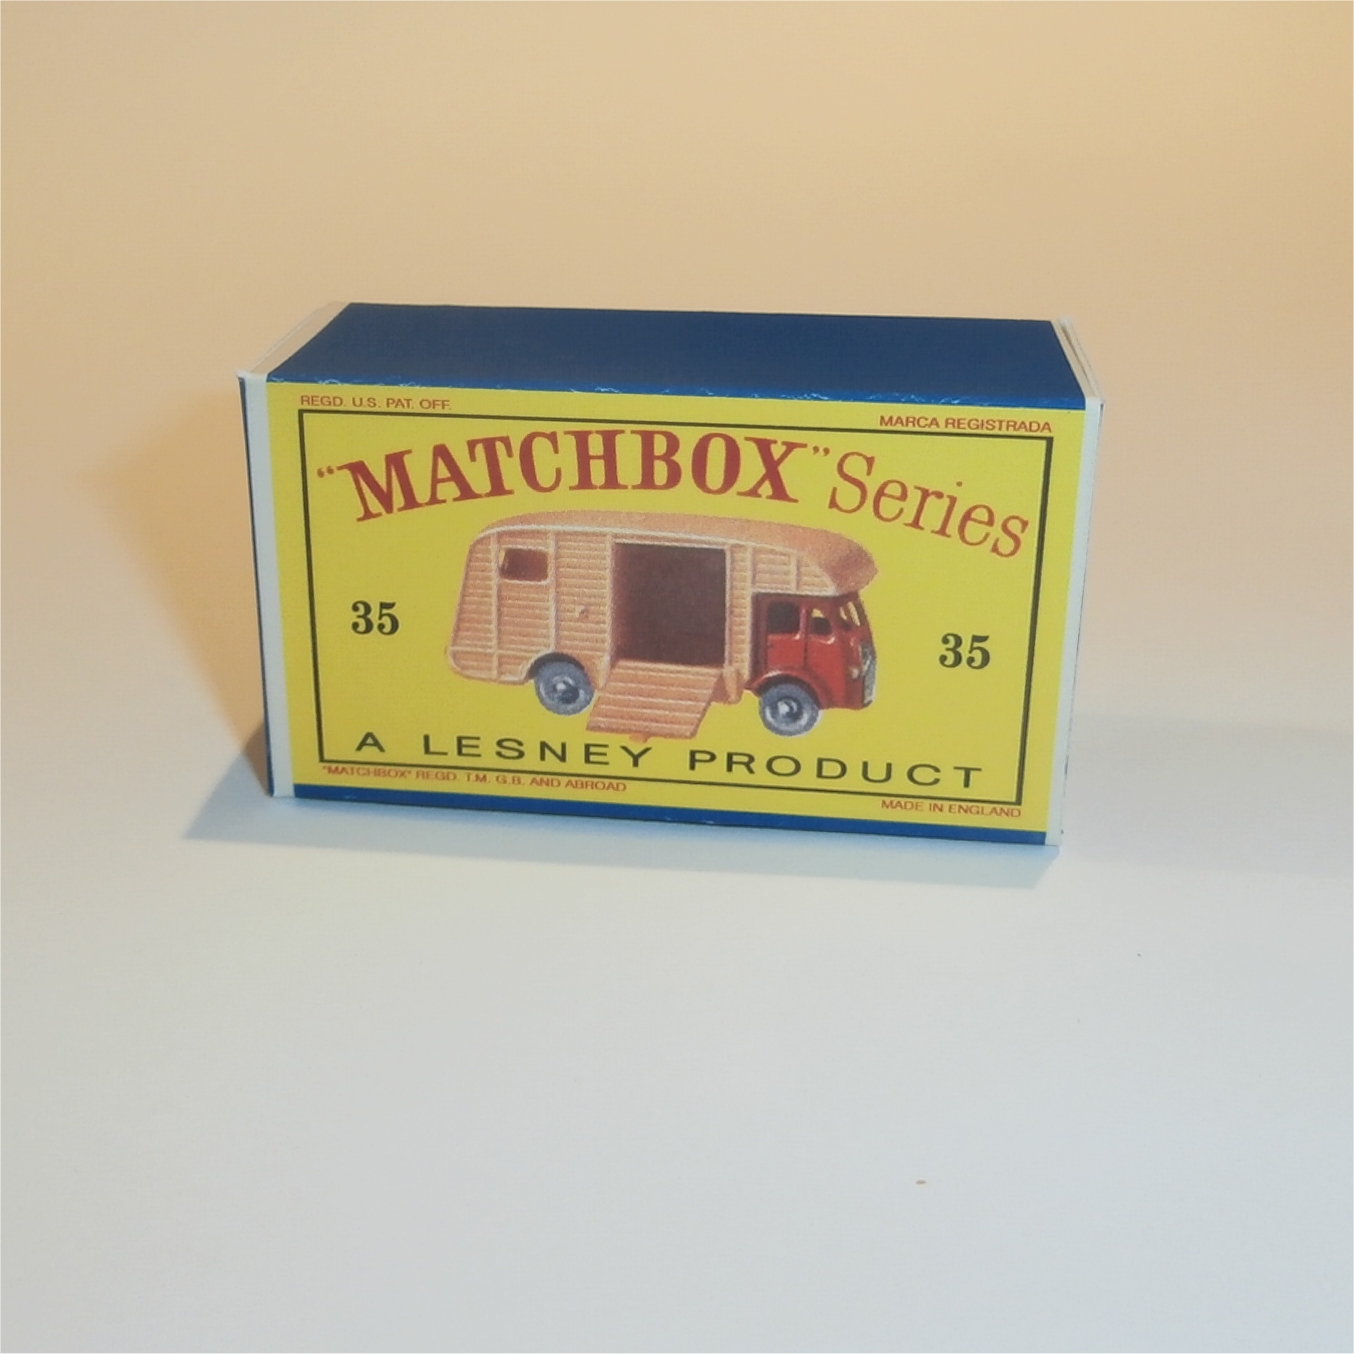 REGD. U.S. PAT. OFF.
MARCA REGISTRADA
"MATCHBOX" Series
35
35
A LESNEY PRODUCT
"MATCHBOX" REGD. T.M. G.B. AND ABROAD
MADE IN ENGLAND